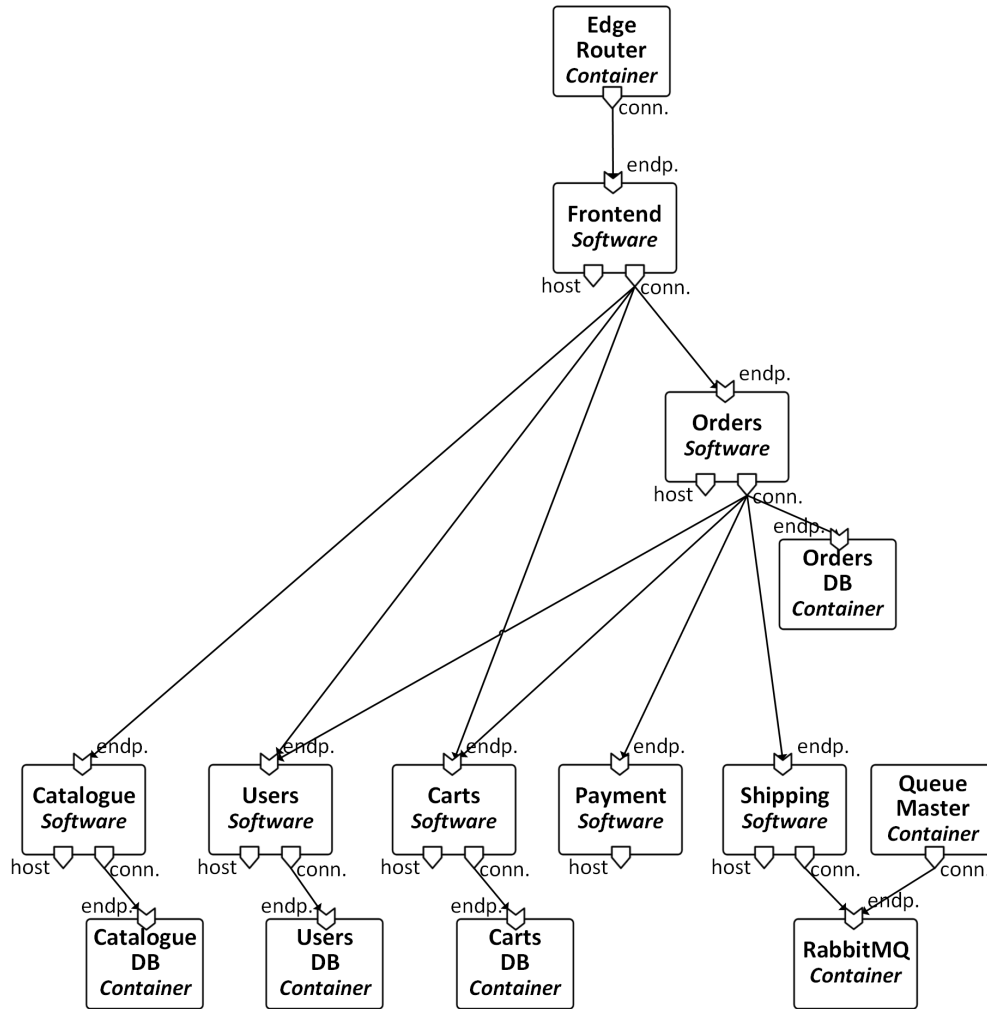 Edge
Router
Container
conn.
endp.
Frontend
Software
host
conn.
endp.
Orders
Software
host
conn.
endp.
Orders
DB
Container
endp.
Catalogue
Software
host
conn.
endp.
Users
Software
host
conn.
endp.
Carts
Software
host
conn.
endp.
Payment
Software
host
endp.
Shipping
Software
host
conn.
Queue
Master
Container
conn.
endp.
Catalogue
DB
Container
endp.
Users
DB
Container
endp.
Carts
DB
Container
endp.
RabbitMQ
Container